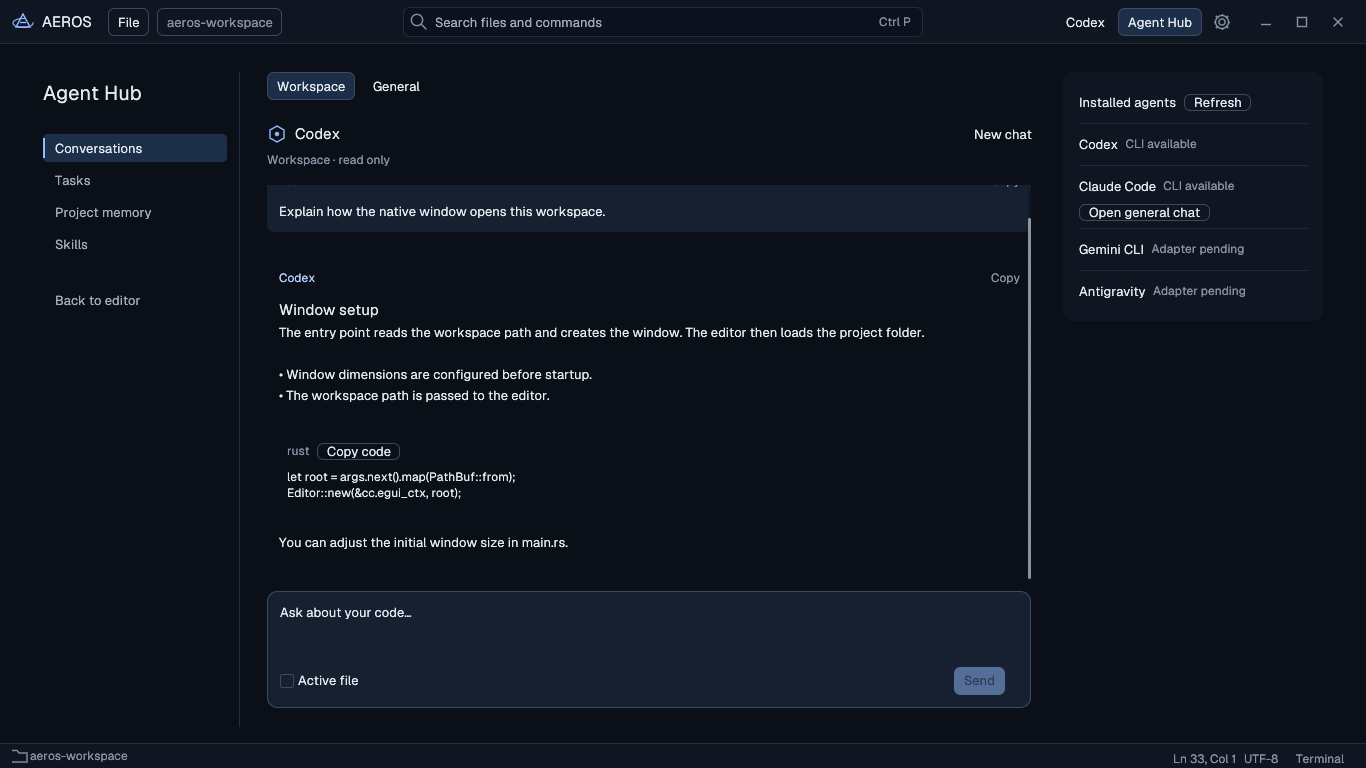 AEROS File aeros-workspace Search files and commands Ctrl P Codex Agent Hub
Agent Hub
Conversations
Tasks
Project memory
Skills
Back to editor
Workspace General
Codex New chat
Workspace · read only
Explain how the native window opens this workspace.
Codex Copy
Window setup
The entry point reads the workspace path and creates the window. The editor then loads the project folder.
• Window dimensions are configured before startup.
• The workspace path is passed to the editor.
rust Copy code
let root = args.next().map(PathBuf::from);
Editor::new(&cc.egui_ctx, root);
You can adjust the initial window size in main.rs.
Ask about your code…
Active file Send
Installed agents Refresh
Codex CLI available
Claude Code CLI available
Open general chat
Gemini CLI Adapter pending
Antigravity Adapter pending
aeros-workspace Ln 33, Col 1 UTF-8 Terminal